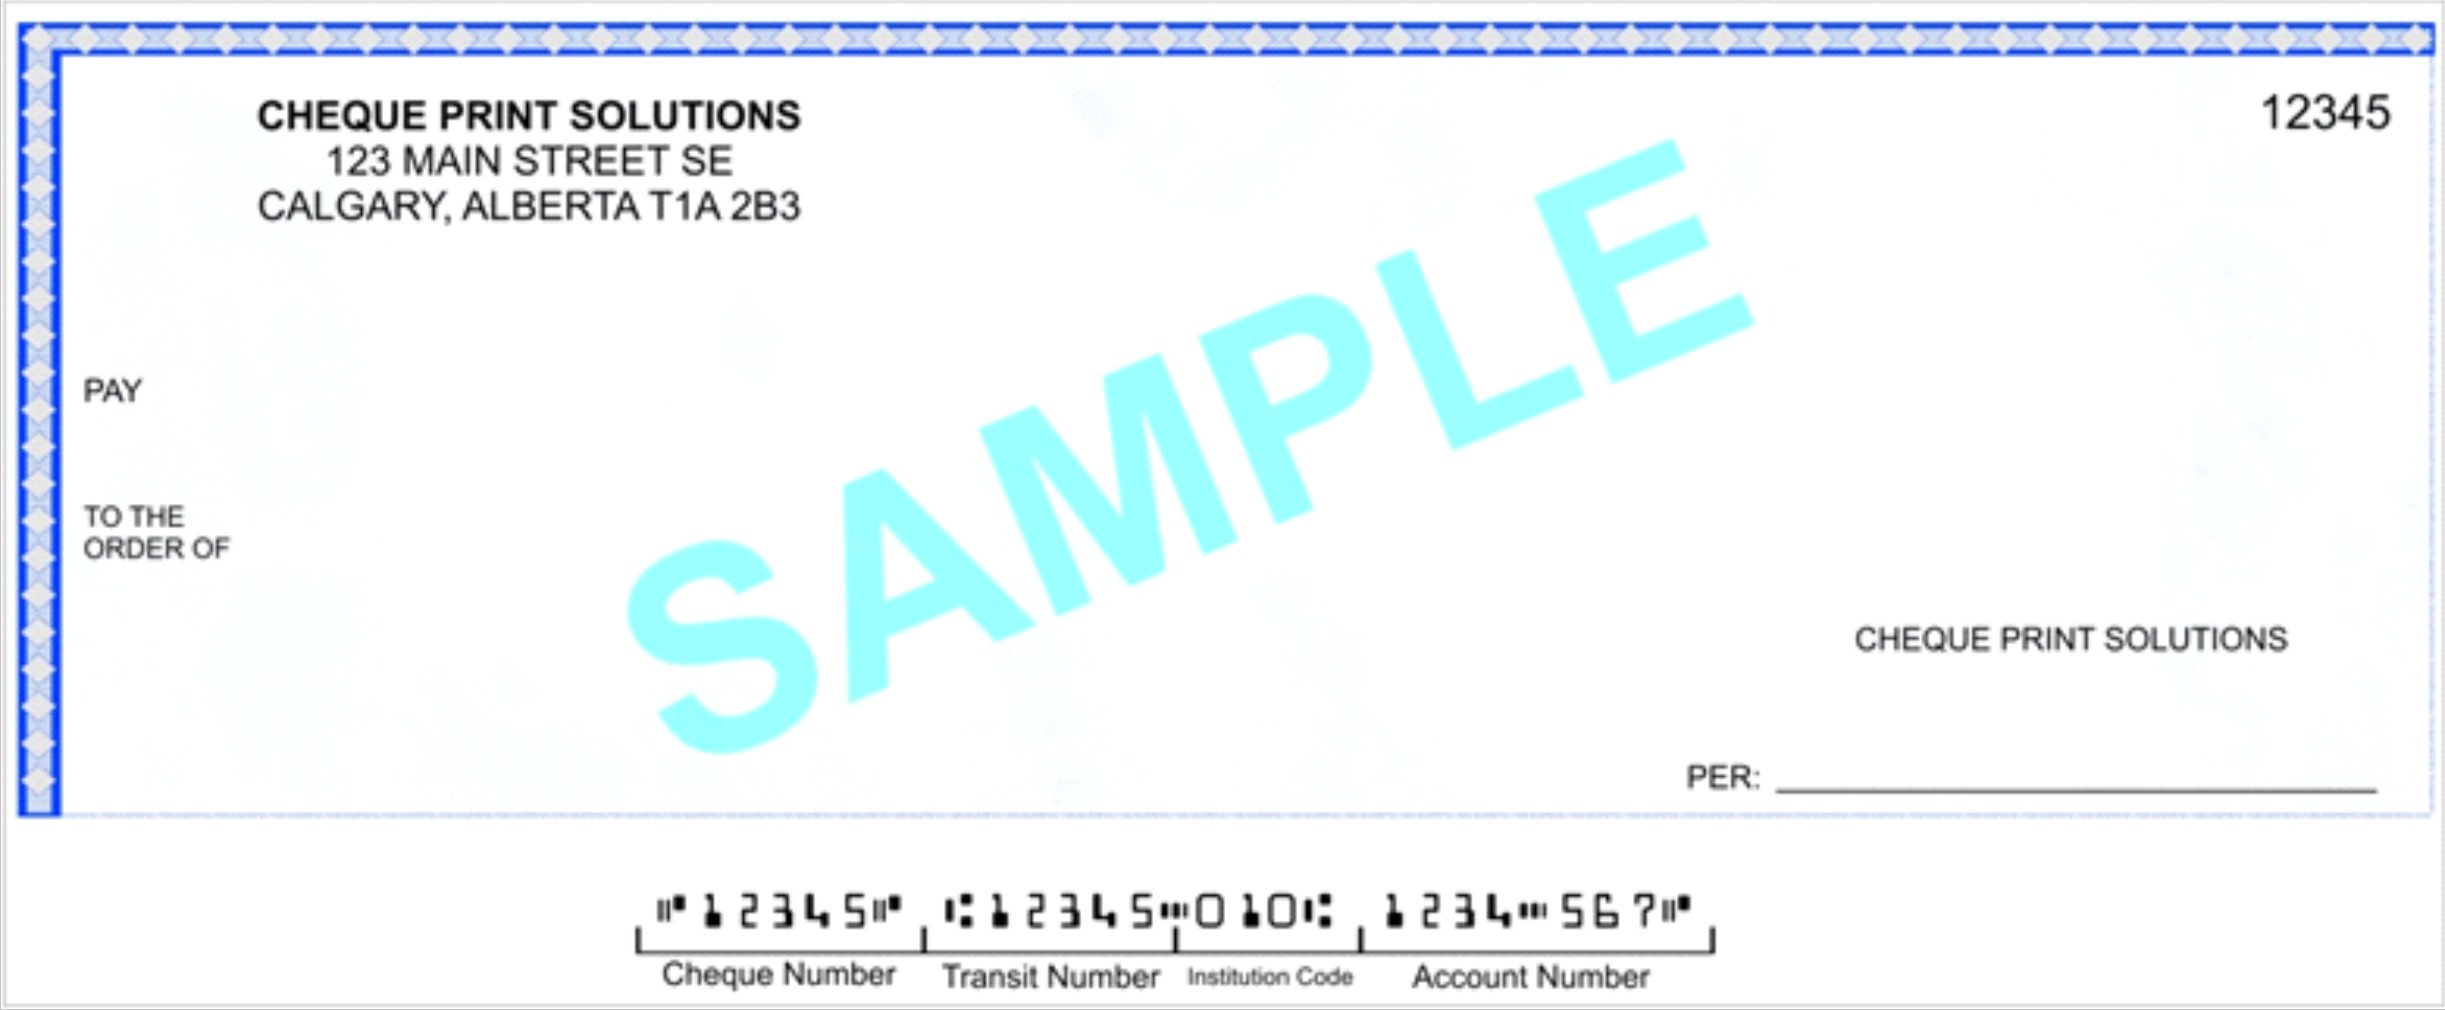 CHEQUE PRINT SOLUTIONS
12345
123 MAIN STREET SE
CALGARY, ALBERTA T1A 2B3
SAMPLE
PAY
TO THE
ORDER OF
CHEQUE PRINT SOLUTIONS
PER:
⑈12345⑈ ⑆12345⑉010⑆ 1234⑉567⑈
Cheque Number Transit Number Institution Code Account Number